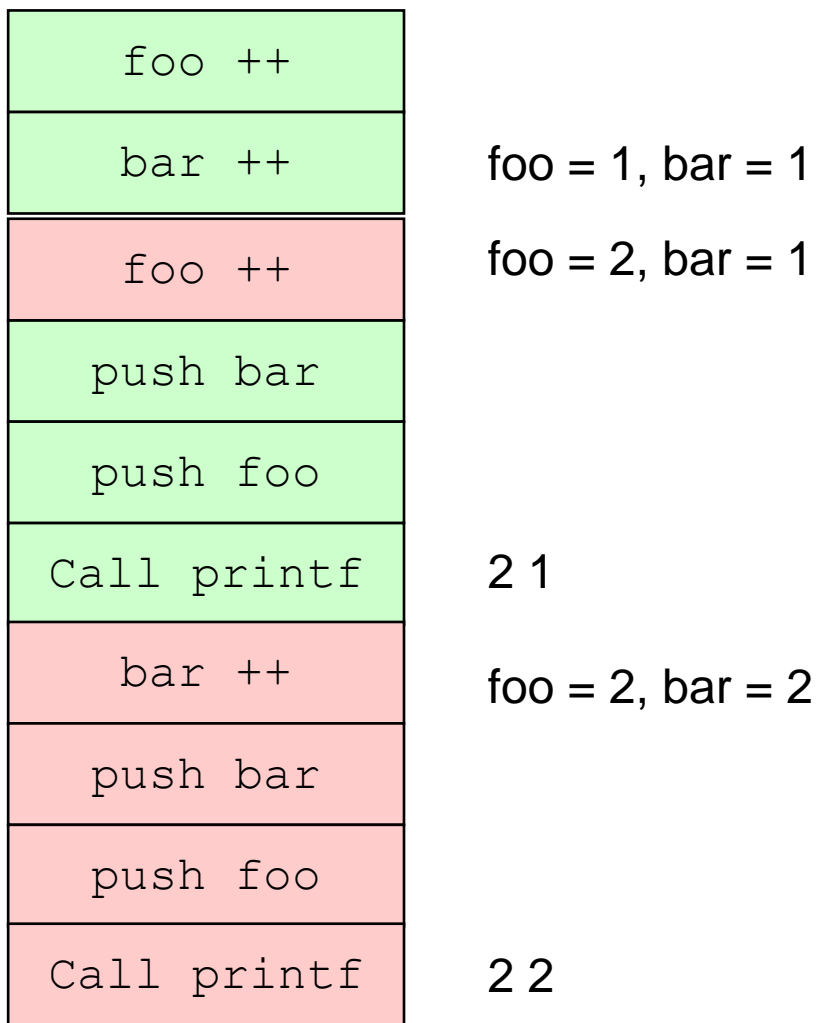 foo ++
bar ++ foo = 1, bar = 1
foo ++ foo = 2, bar = 1
push bar
push foo
Call printf 2 1
bar ++ foo = 2, bar = 2
push bar
push foo
Call printf 2 2